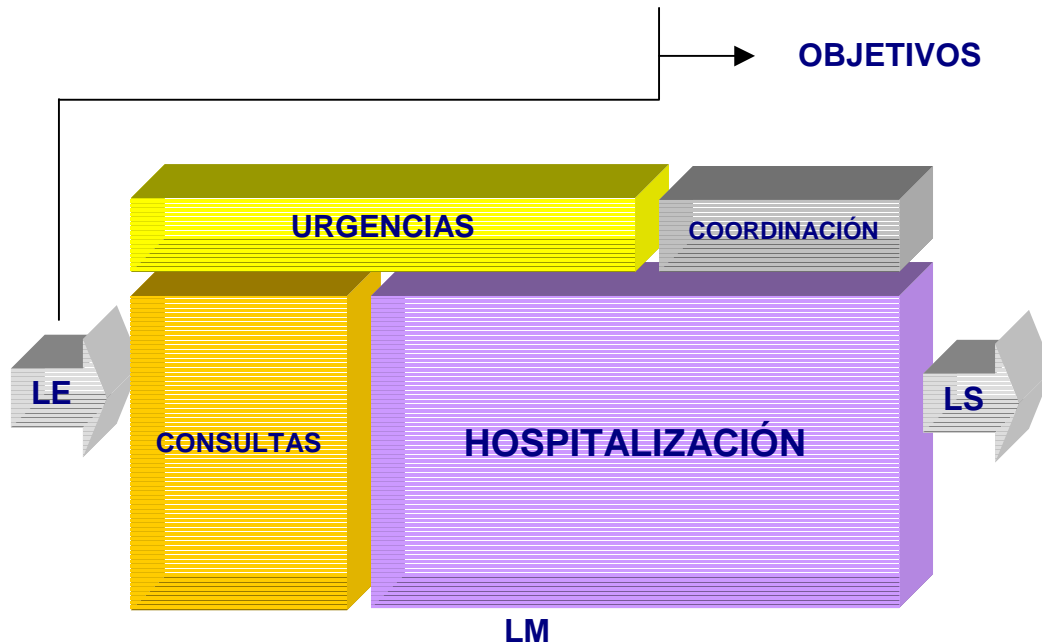 OBJETIVOS
URGENCIAS
COORDINACIÓN
LE
CONSULTAS
HOSPITALIZACIÓN
LS
LM